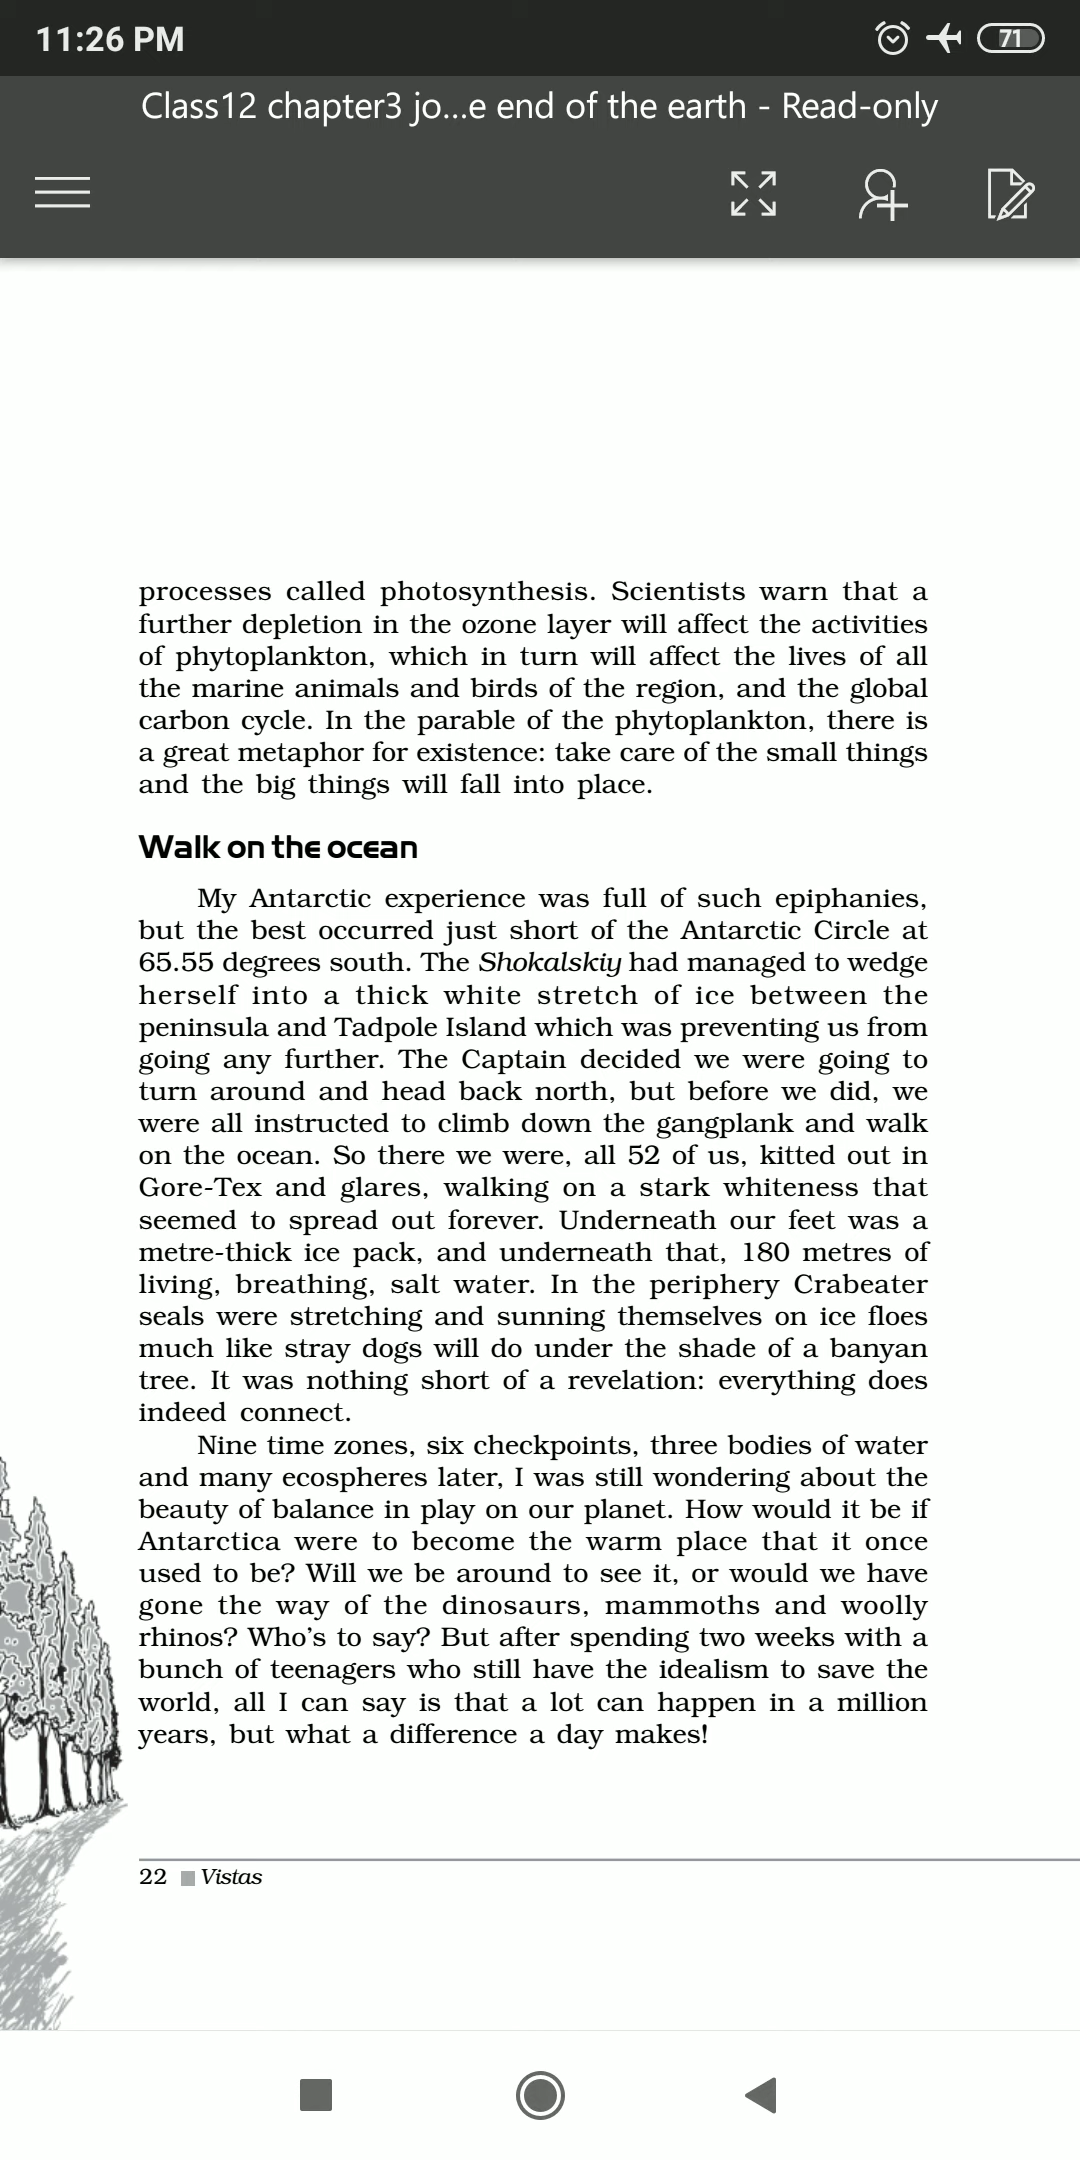 11:26 PM
71
Class12 chapter3 jo...e end of the earth - Read-only
processes called photosynthesis. Scientists warn that a
further depletion in the ozone layer will affect the activities
of phytoplankton, which in turn will affect the lives of all
the marine animals and birds of the region, and the global
carbon cycle. In the parable of the phytoplankton, there is
a great metaphor for existence: take care of the small things
and the big things will fall into place.
Walk on the ocean
My Antarctic experience was full of such epiphanies,
but the best occurred just short of the Antarctic Circle at
65.55 degrees south. The Shokalskiy had managed to wedge
herself into a thick white stretch of ice between the
peninsula and Tadpole Island which was preventing us from
going any further. The Captain decided we were going to
turn around and head back north, but before we did, we
were all instructed to climb down the gangplank and walk
on the ocean. So there we were, all 52 of us, kitted out in
Gore-Tex and glares, walking on a stark whiteness that
seemed to spread out forever. Underneath our feet was a
metre-thick ice pack, and underneath that, 180 metres of
living, breathing, salt water. In the periphery Crabeater
seals were stretching and sunning themselves on ice floes
much like stray dogs will do under the shade of a banyan
tree. It was nothing short of a revelation: everything does
indeed connect.
Nine time zones, six checkpoints, three bodies of water
and many ecospheres later, I was still wondering about the
beauty of balance in play on our planet. How would it be if
Antarctica were to become the warm place that it once
used to be? Will we be around to see it, or would we have
gone the way of the dinosaurs, mammoths and woolly
rhinos? Who's to say? But after spending two weeks with a
bunch of teenagers who still have the idealism to save the
world, all I can say is that a lot can happen in a million
years, but what a difference a day makes!
22 Vistas